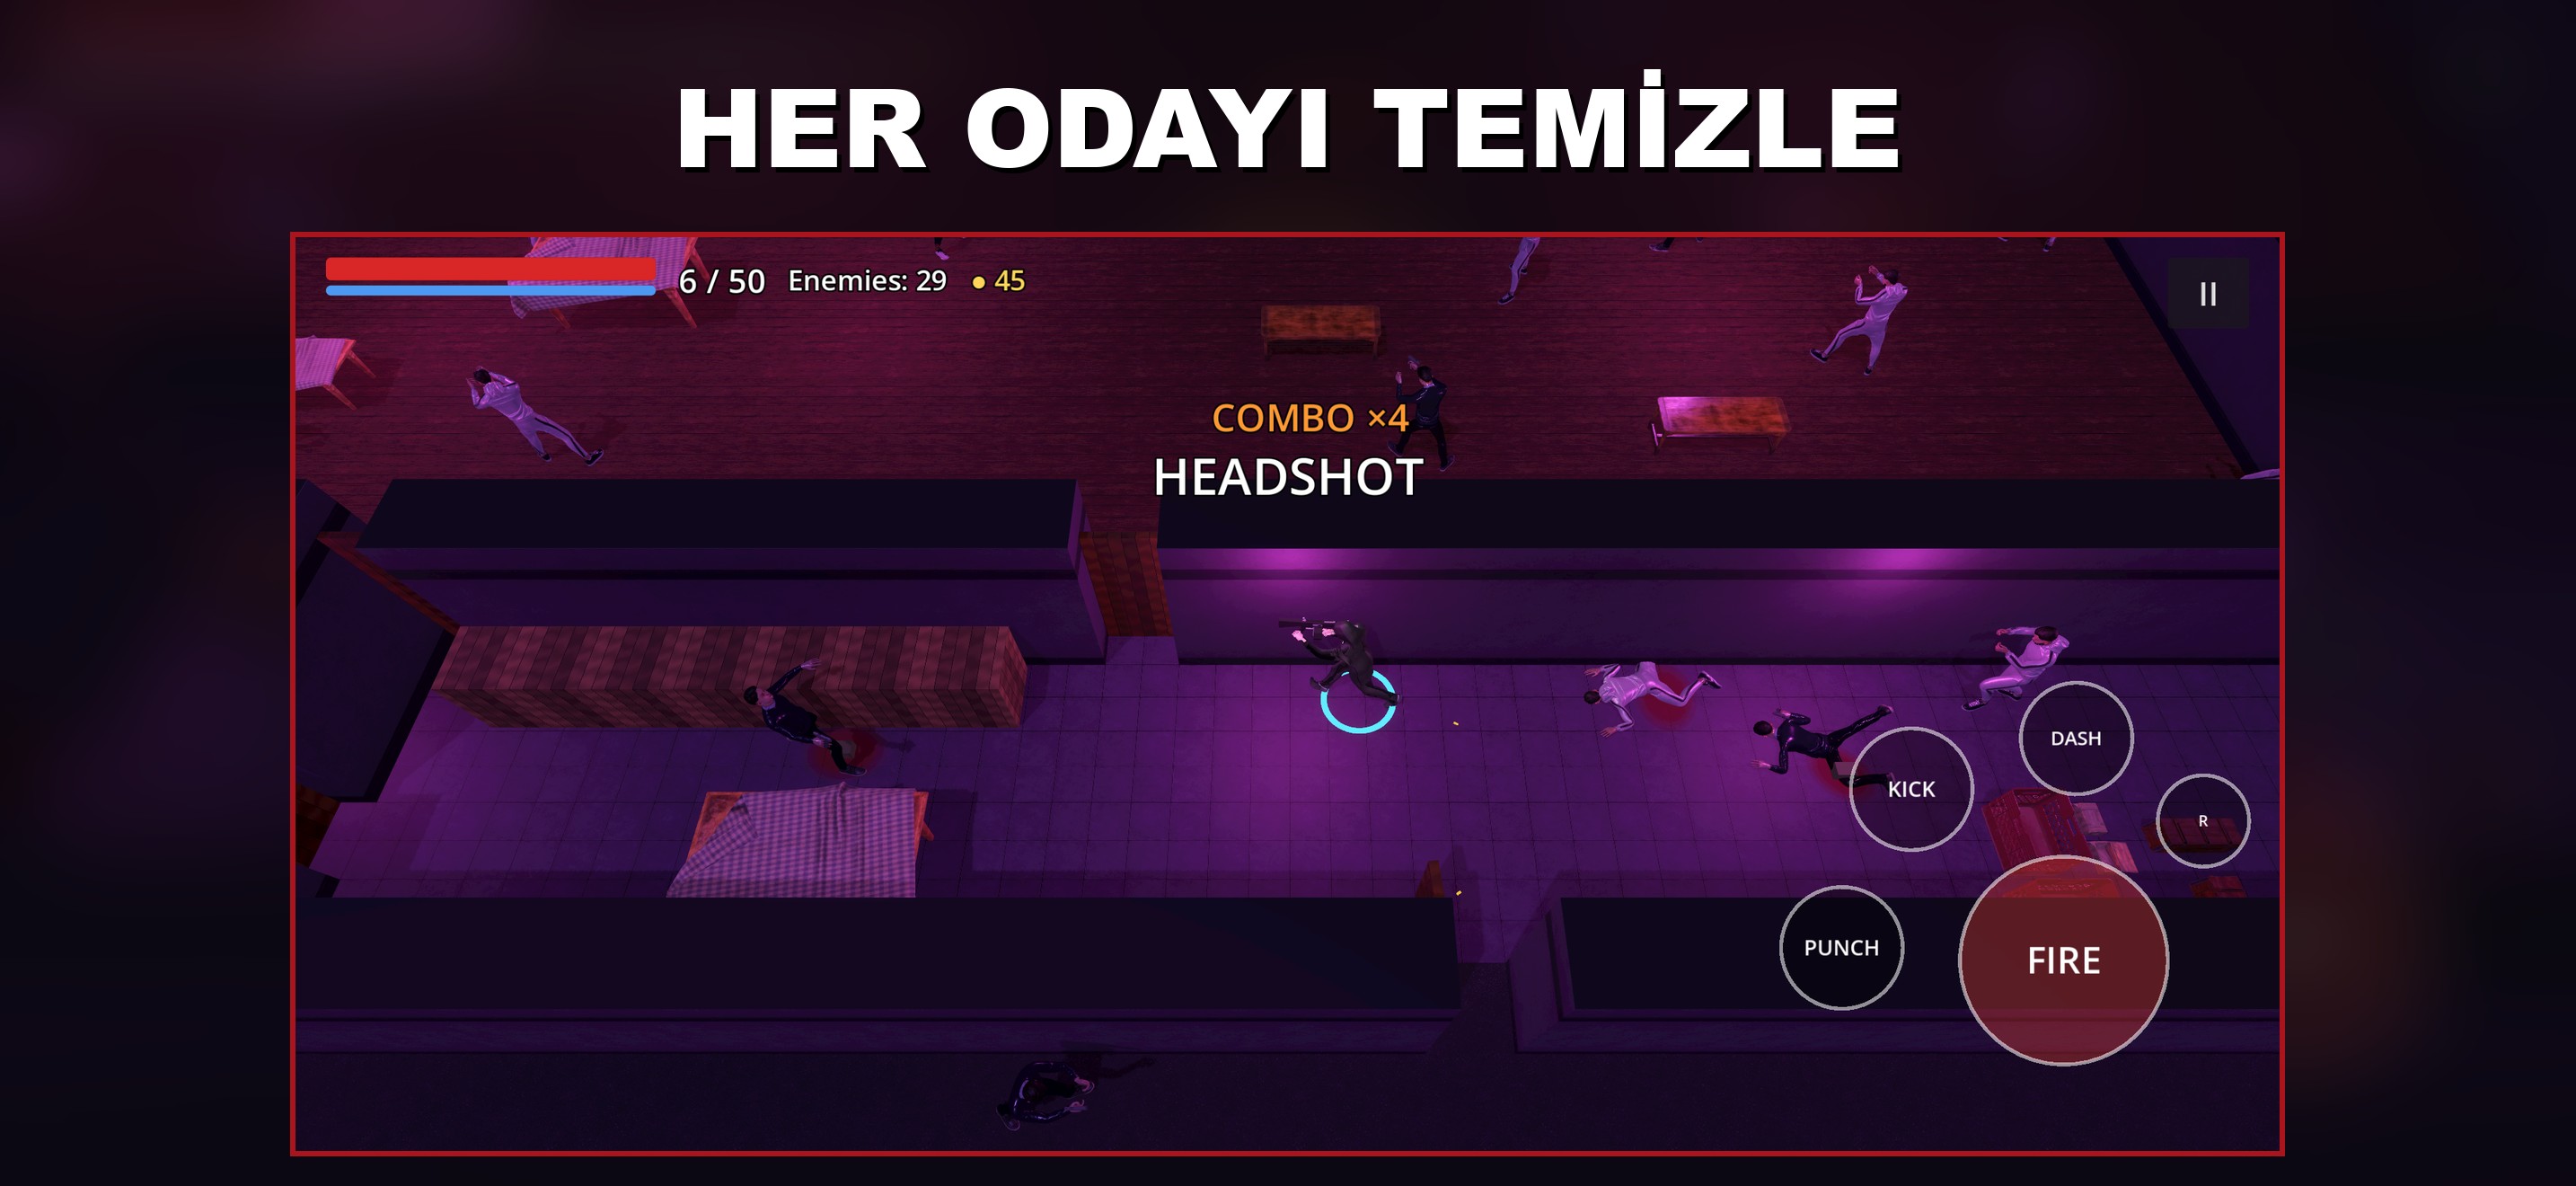 HER ODAYI TEMİZLE
6 / 50 Enemies: 29 45
COMBO ×4
HEADSHOT
DASH
KICK
R
PUNCH
FIRE